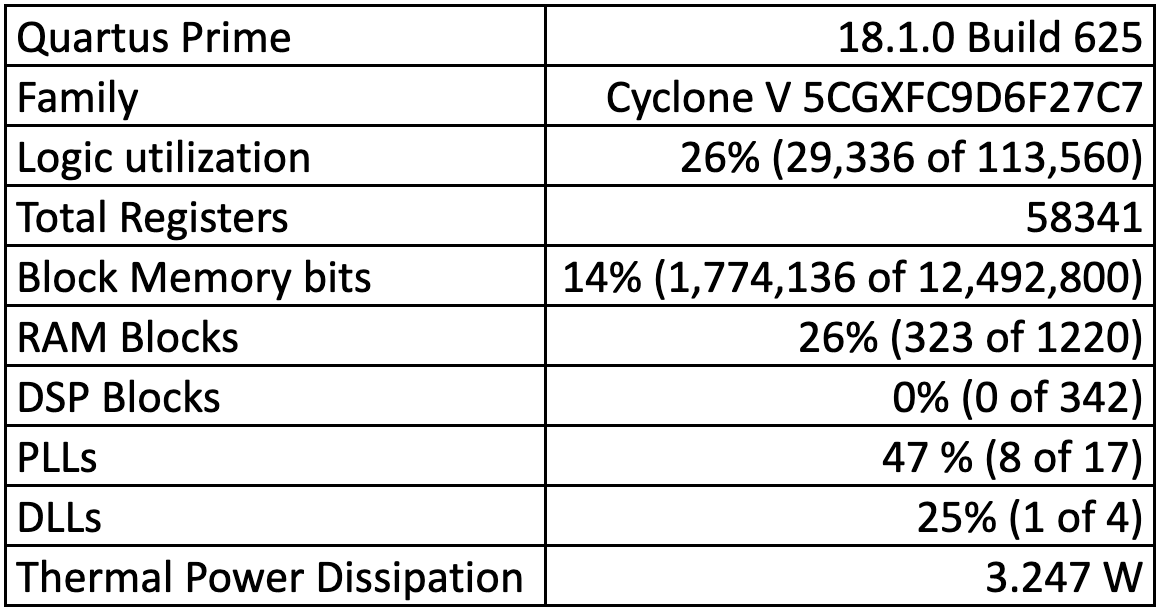 Quartus Prime 18.1.0 Build 625
Family Cyclone V 5CGXFC9D6F27C7
Logic utilization 26% (29,336 of 113,560)
Total Registers 58341
Block Memory bits 14% (1,774,136 of 12,492,800)
RAM Blocks 26% (323 of 1220)
DSP Blocks 0% (0 of 342)
PLLs 47 % (8 of 17)
DLLs 25% (1 of 4)
Thermal Power Dissipation 3.247 W